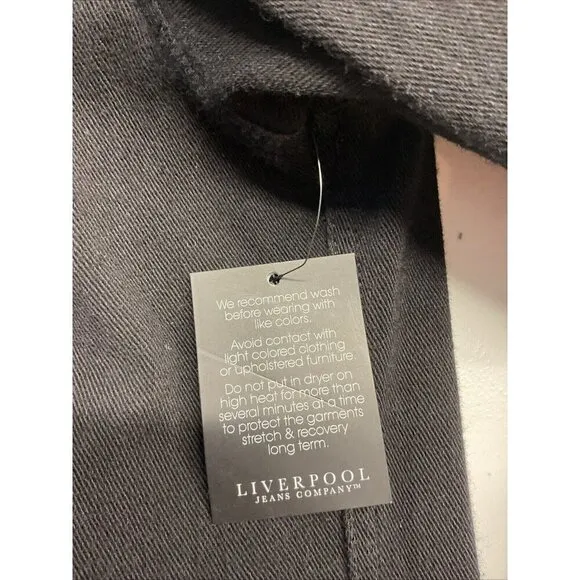 We recommend wash
before wearing with
like colors.
Avoid contact with
light colored clothing
or upholstered furniture.
Do not put in dryer on
high heat for more than
several minutes at a time
to protect the garments
stretch & recovery
long term.
LIVERPOOL
JEANS COMPANY™